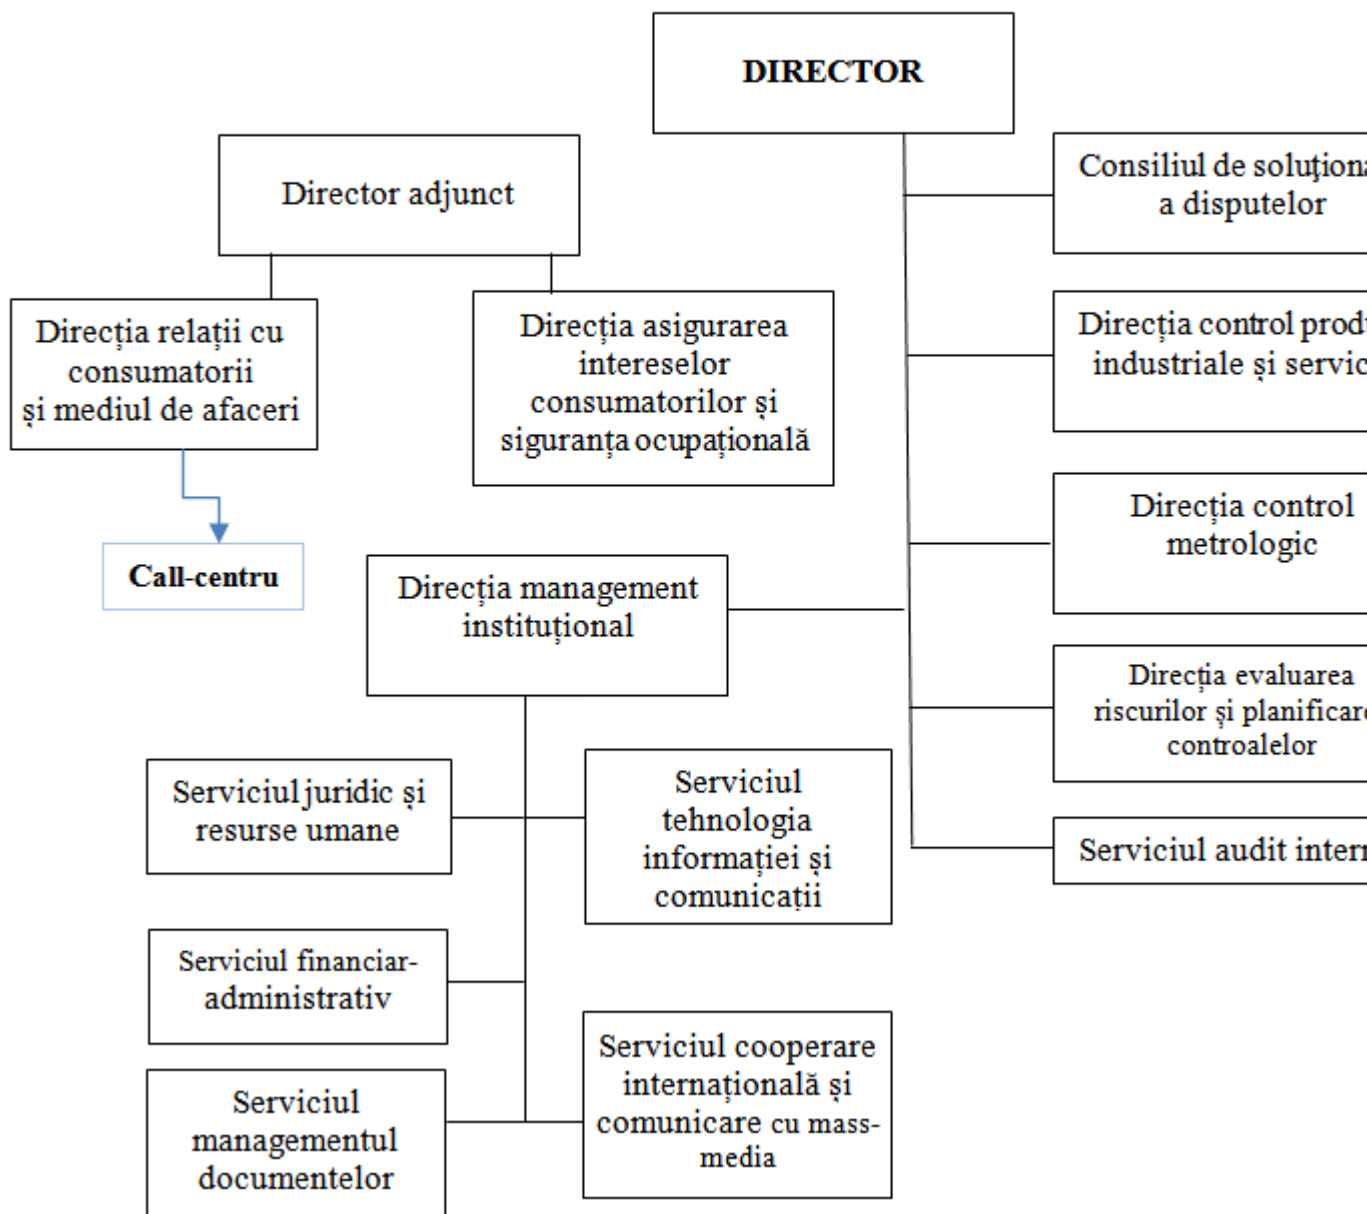 DIRECTOR
Director adjunct
Consiliul de soluționa
a disputelor
Direcția relații cu
consumatorii
și mediul de afaceri
Direcția asigurarea
intereselor
consumatorilor și
siguranța ocupațională
Direcția control produ
industriale și servic
Call-centru
Direcția control
metrologic
Direcția management
instituțional
Direcția evaluarea
riscurilor și planificare
controalelor
Serviciul juridic și
resurse umane
Serviciul
tehnologia
informației și
comunicații
Serviciul audit intern
Serviciul financiar-
administrativ
Serviciul cooperare
internațională și
comunicare cu mass-
media
Serviciul
managementul
documentelor